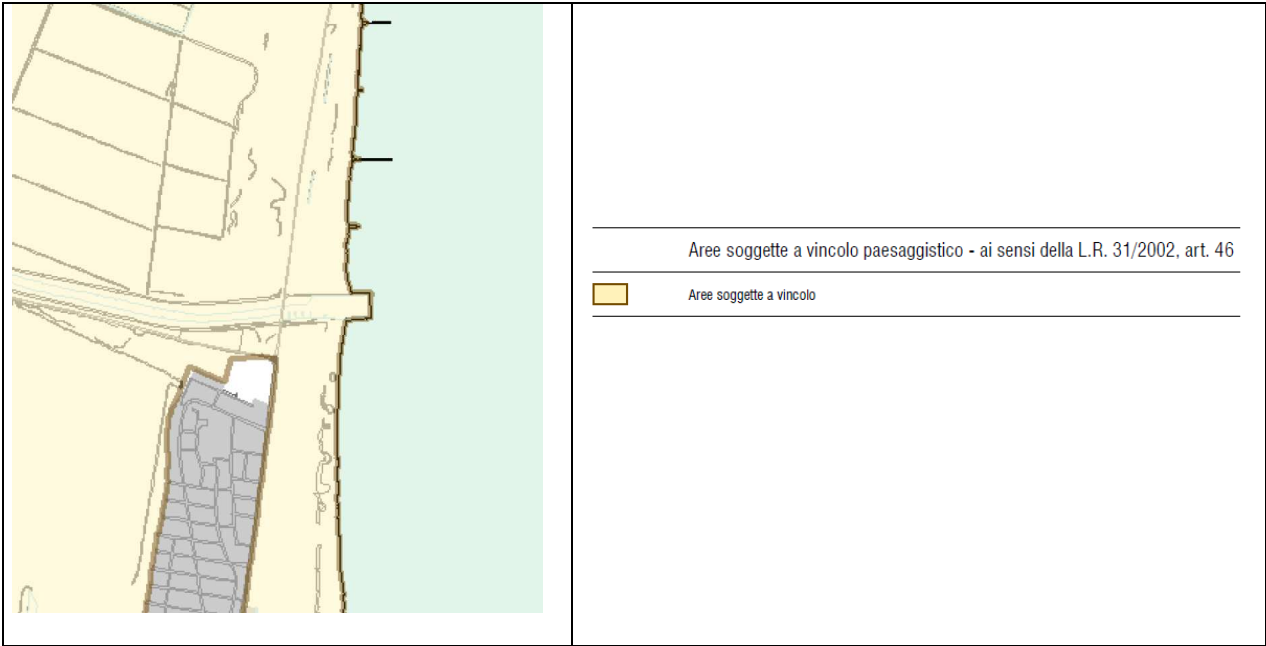 Aree soggette a vincolo paesaggistico - ai sensi della L.R. 31/2002, art. 46
Aree soggette a vincolo